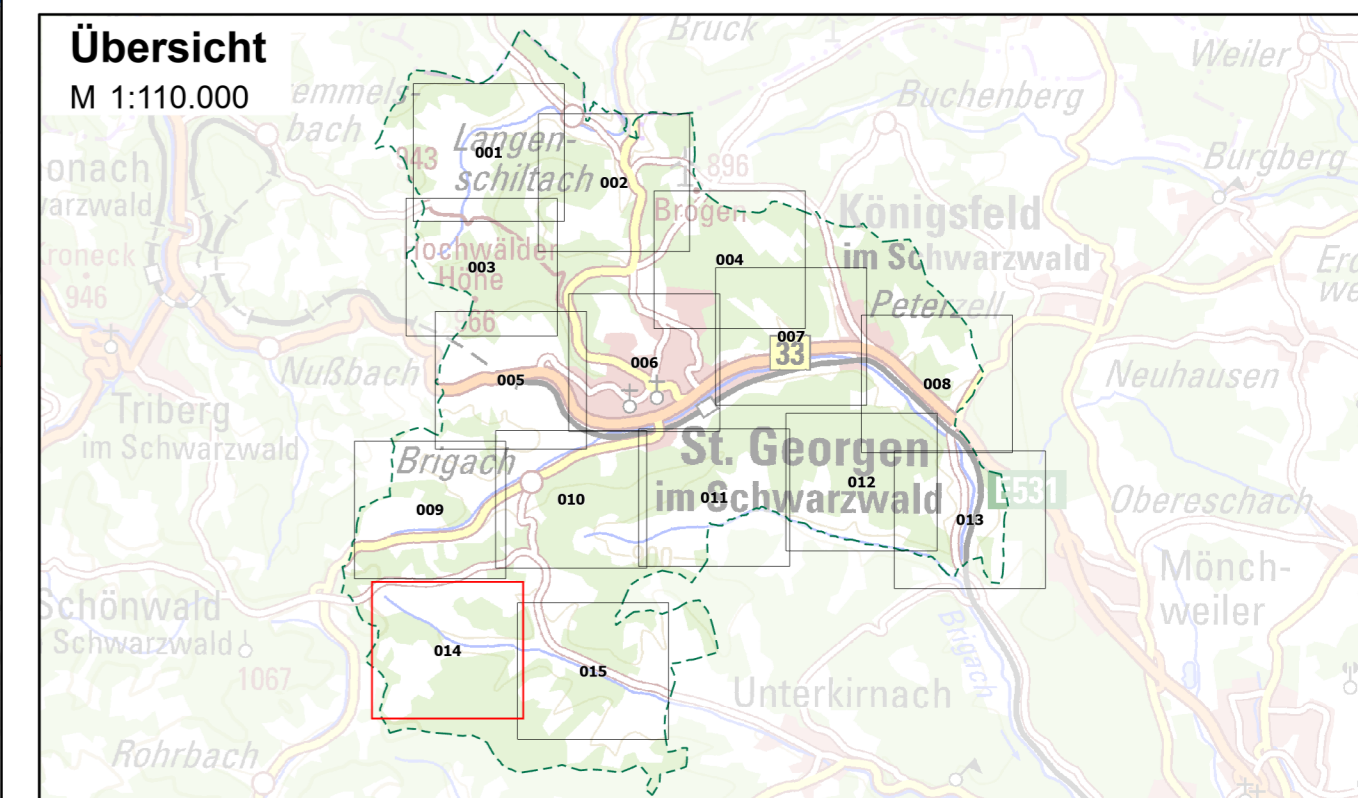 Übersicht
M 1:110.000
Bruck
Weiler
emmels-
bach
Buchenberg
Langen-
schiltach
943
001
002
896
Burgberg
onach
warzwald
Brogen
Königsfeld
im Schwarzwald
Hochwälder
Höhe
966
003
004
roneck
946
Peterzell
007
33
006
008
005
Nußbach
Neuhausen
Triberg
im Schwarzwald
Brigach
St. Georgen
im Schwarzwald
009
010
011
012
013
E531
Obereschach
900
Mönch-
weiler
Schönwald
Schwarzwald
1067
014
015
Brigach
Unterkirnach
Rohrbach